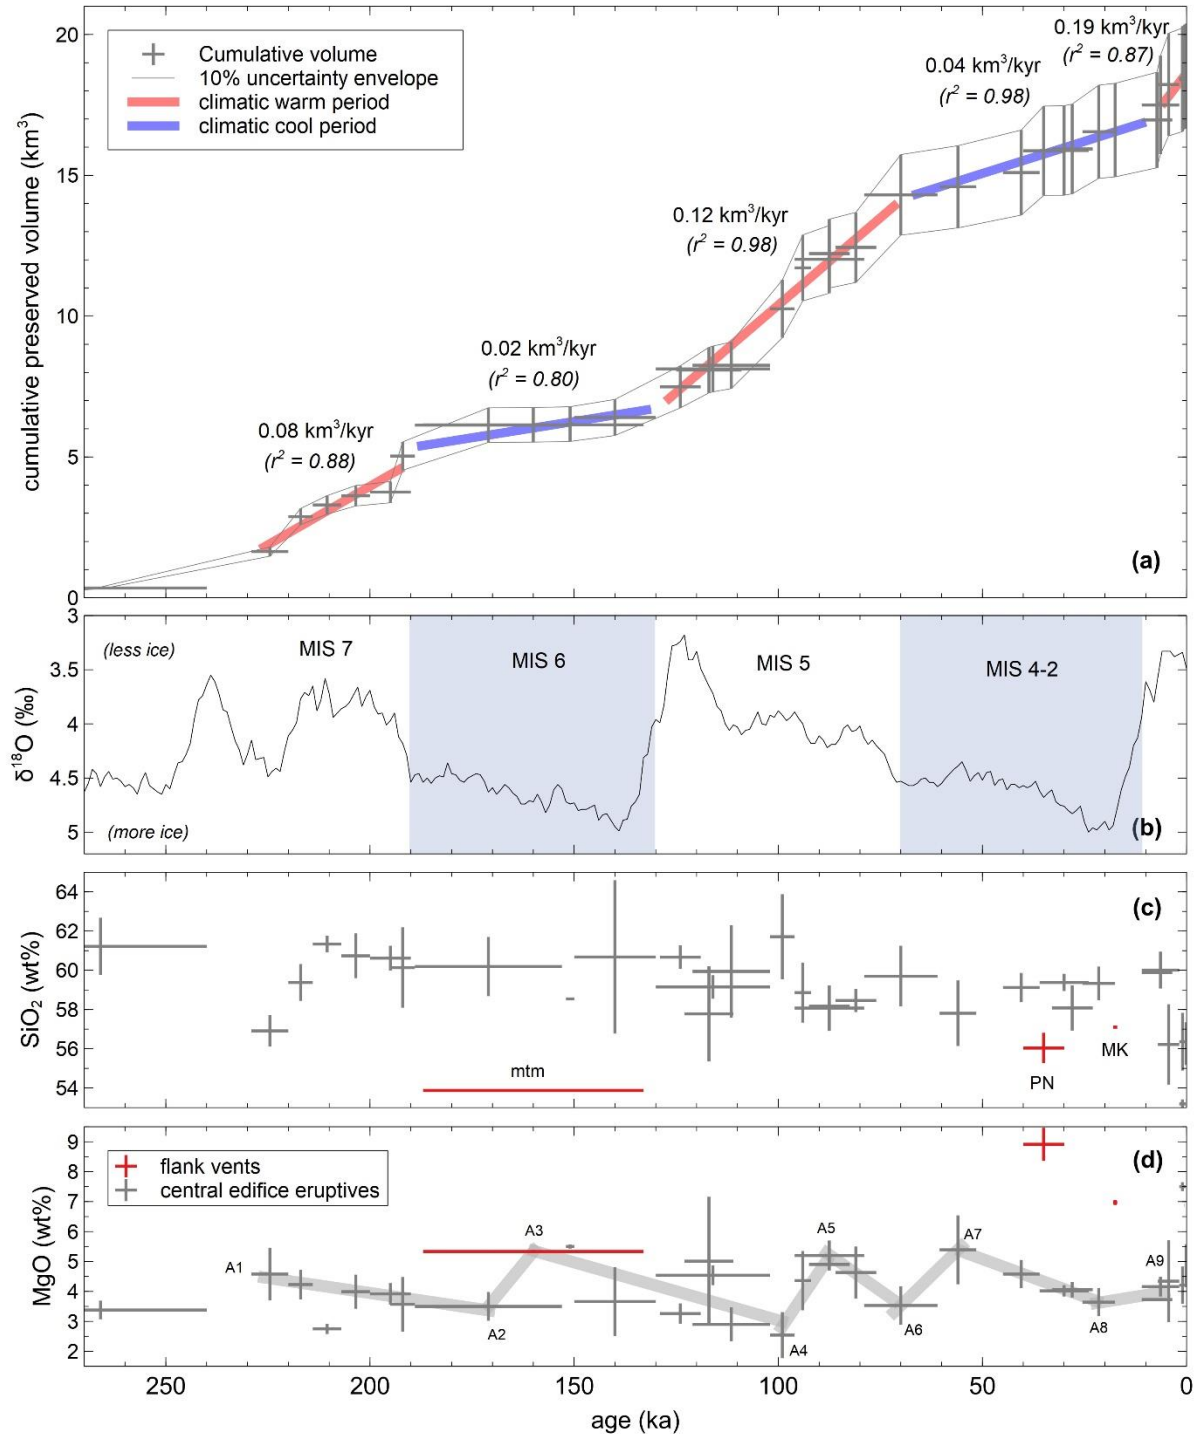 20
15
10
5
0
cumulative preserved volume (km³)
Cumulative volume
10% uncertainty envelope
climatic warm period
climatic cool period
0.08 km³/kyr
(r² = 0.88)
0.02 km³/kyr
(r² = 0.80)
0.12 km³/kyr
(r² = 0.98)
0.04 km³/kyr
(r² = 0.98)
0.19 km³/kyr
(r² = 0.87)
(a)
3
3.5
4
4.5
5
δ¹⁸O (‰)
(less ice)
(more ice)
MIS 7
MIS 6
MIS 5
MIS 4-2
(b)
64
62
60
58
56
54
SiO₂ (wt%)
mtm
PN
MK
(c)
9
8
7
6
5
4
3
2
MgO (wt%)
flank vents
central edifice eruptives
A1
A2
A3
A4
A5
A6
A7
A8
A9
(d)
250
200
150
100
50
0
age (ka)